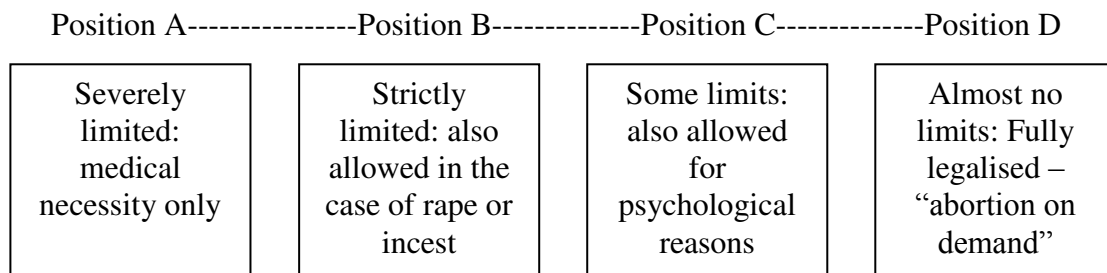 Position A---------------Position B-------------Position C-------------Position D
Severely
limited:
medical
necessity only
Strictly
limited: also
allowed in the
case of rape or
incest
Some limits:
also allowed
for
psychological
reasons
Almost no
limits: Fully
legalised –
“abortion on
demand”